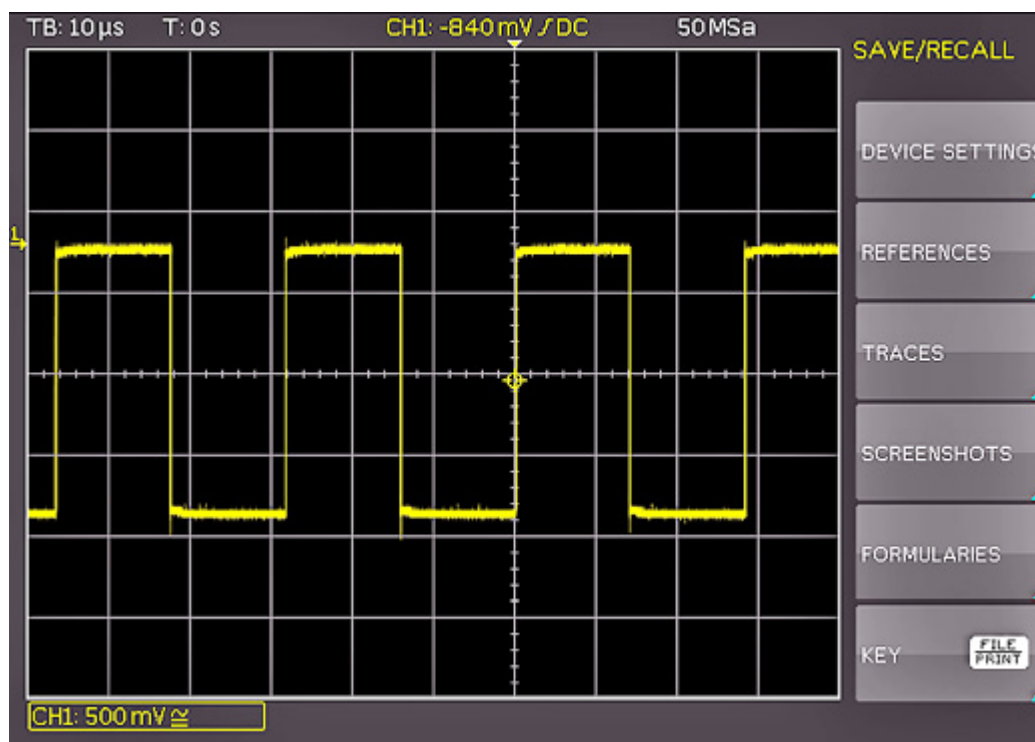 TB: 10 µs T: 0 s CH1: -840 mV ⎍ DC 50 MSa
SAVE/RECALL
DEVICE SETTINGS
1
REFERENCES
TRACES
SCREENSHOTS
FORMULARIES
KEY FILE PRINT
CH1: 500 mV ≅